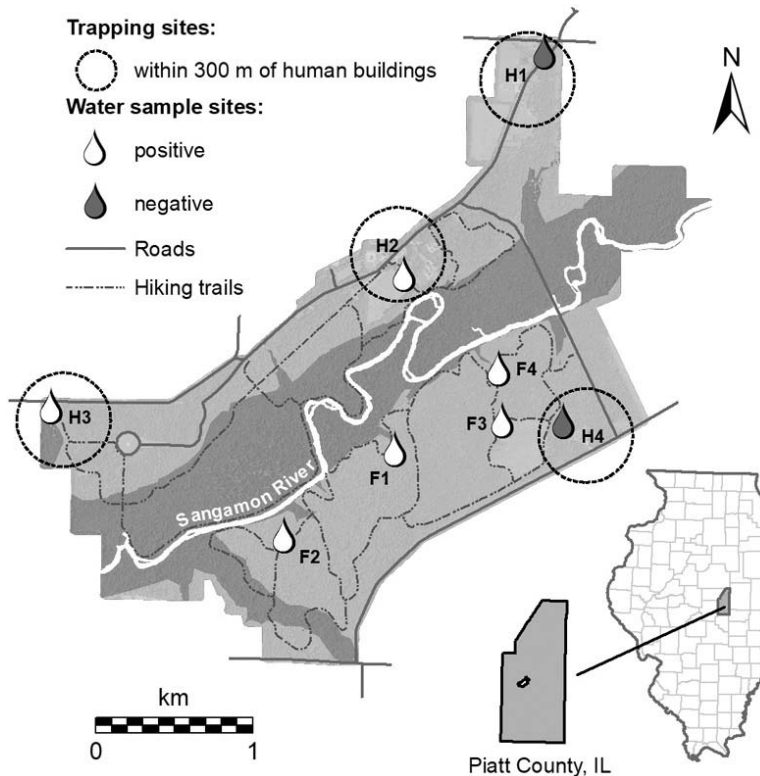 Trapping sites:
within 300 m of human buildings
Water sample sites:
positive
negative
Roads
Hiking trails
N
H1
H2
H3
F4
F3
H4
F1
Sangamon River
F2
km
0 1
Piatt County, IL